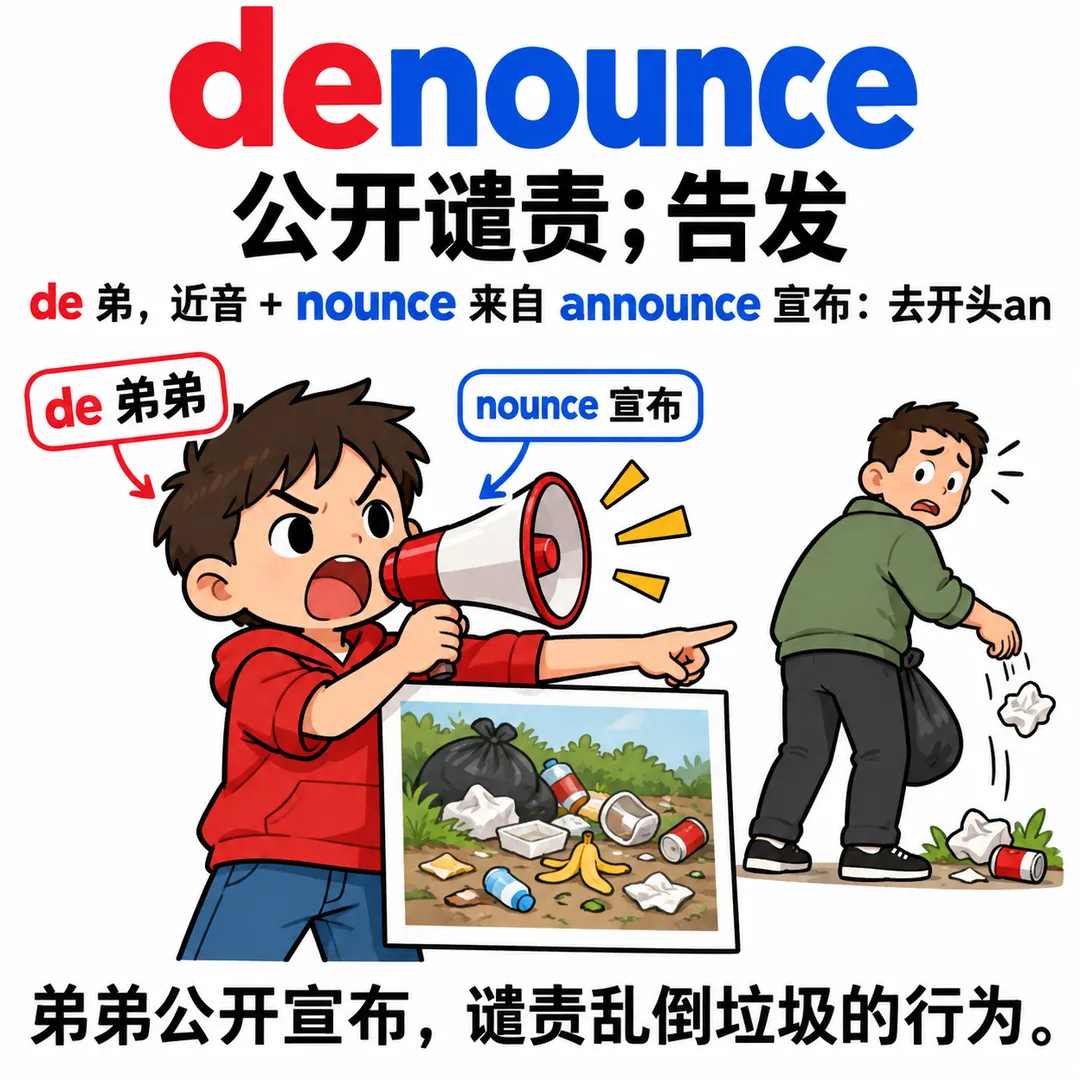 denounce
公开谴责；告发
de 弟，近音 + nounce 来自 announce 宣布：去开头an
de 弟弟
nounce 宣布
弟弟公开宣布，谴责乱倒垃圾的行为。